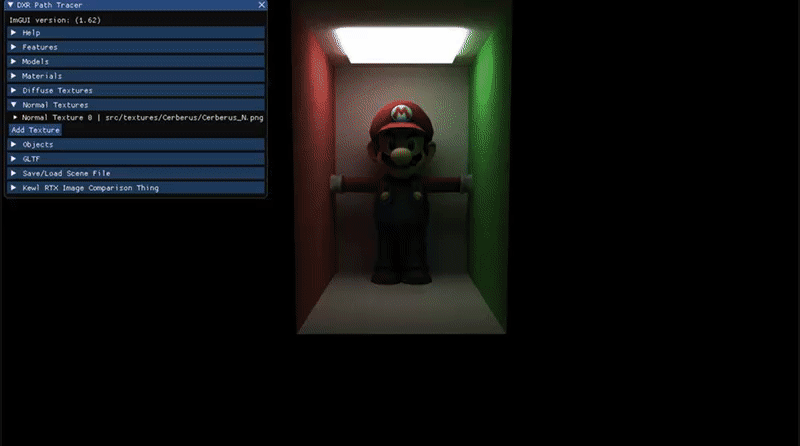 DXR Path Tracer
ImGUI version: (1.62)
Help
Features
Models
Materials
Diffuse Textures
Normal Textures
Normal Texture 0 | src/textures/Cerberus/Cerberus_N.png
Add Texture
Objects
GLTF
Save/Load Scene File
Kewl RTX Image Comparison Thing
M